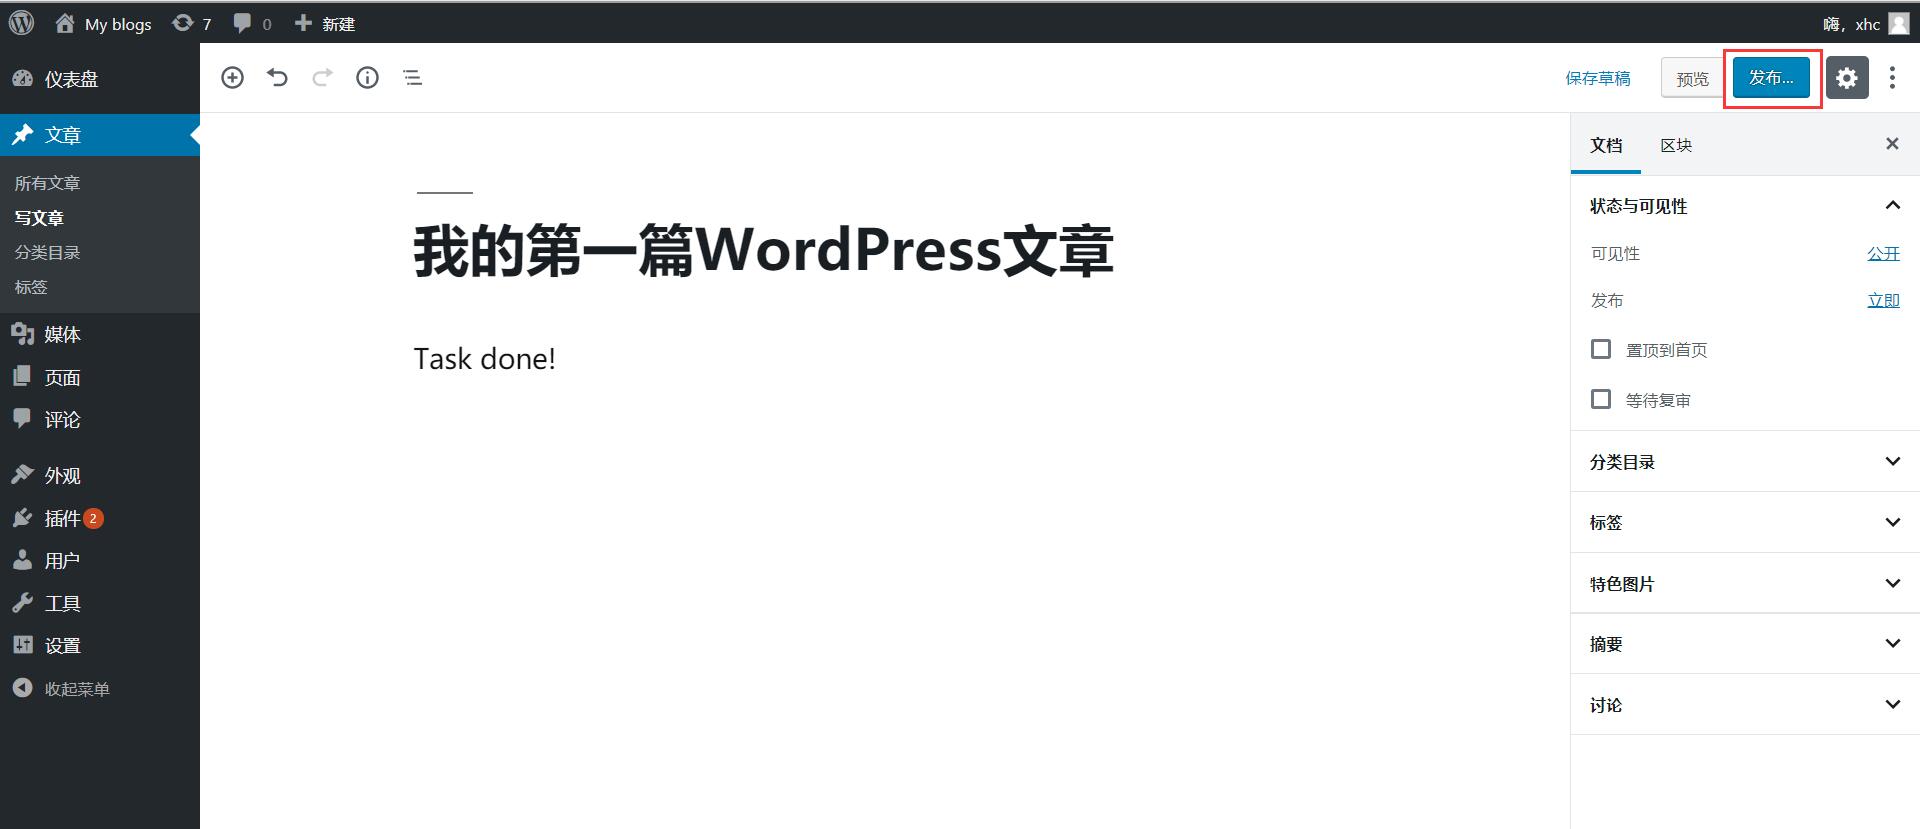 My blogs 7 0 新建 嗨，xhc
仪表盘
文章
所有文章
写文章
分类目录
标签
媒体
页面
评论
外观
插件 2
用户
工具
设置
收起菜单
保存草稿 预览 发布...
我的第一篇WordPress文章
Task done!
文档 区块
状态与可见性
可见性 公开
发布 立即
置顶到首页
等待复审
分类目录
标签
特色图片
摘要
讨论